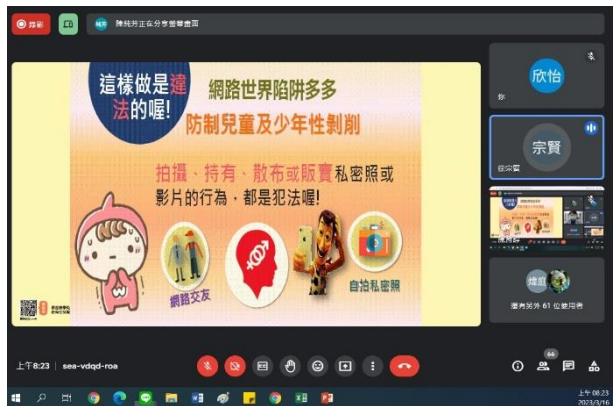 錄製
陳純芳正在分享螢幕畫面
這樣做是違
法的喔!
網路世界陷阱多多
防制兒童及少年性剝削
拍攝、持有、散布或販賣私密照或
影片的行為,都是犯法喔!
網路交友
自拍私密照
欣怡
你
宗賢
煒庭
還有另外 61 位使用者
上午8:23 | sea-vdqd-roa
66
上午 08:23
2023/3/16